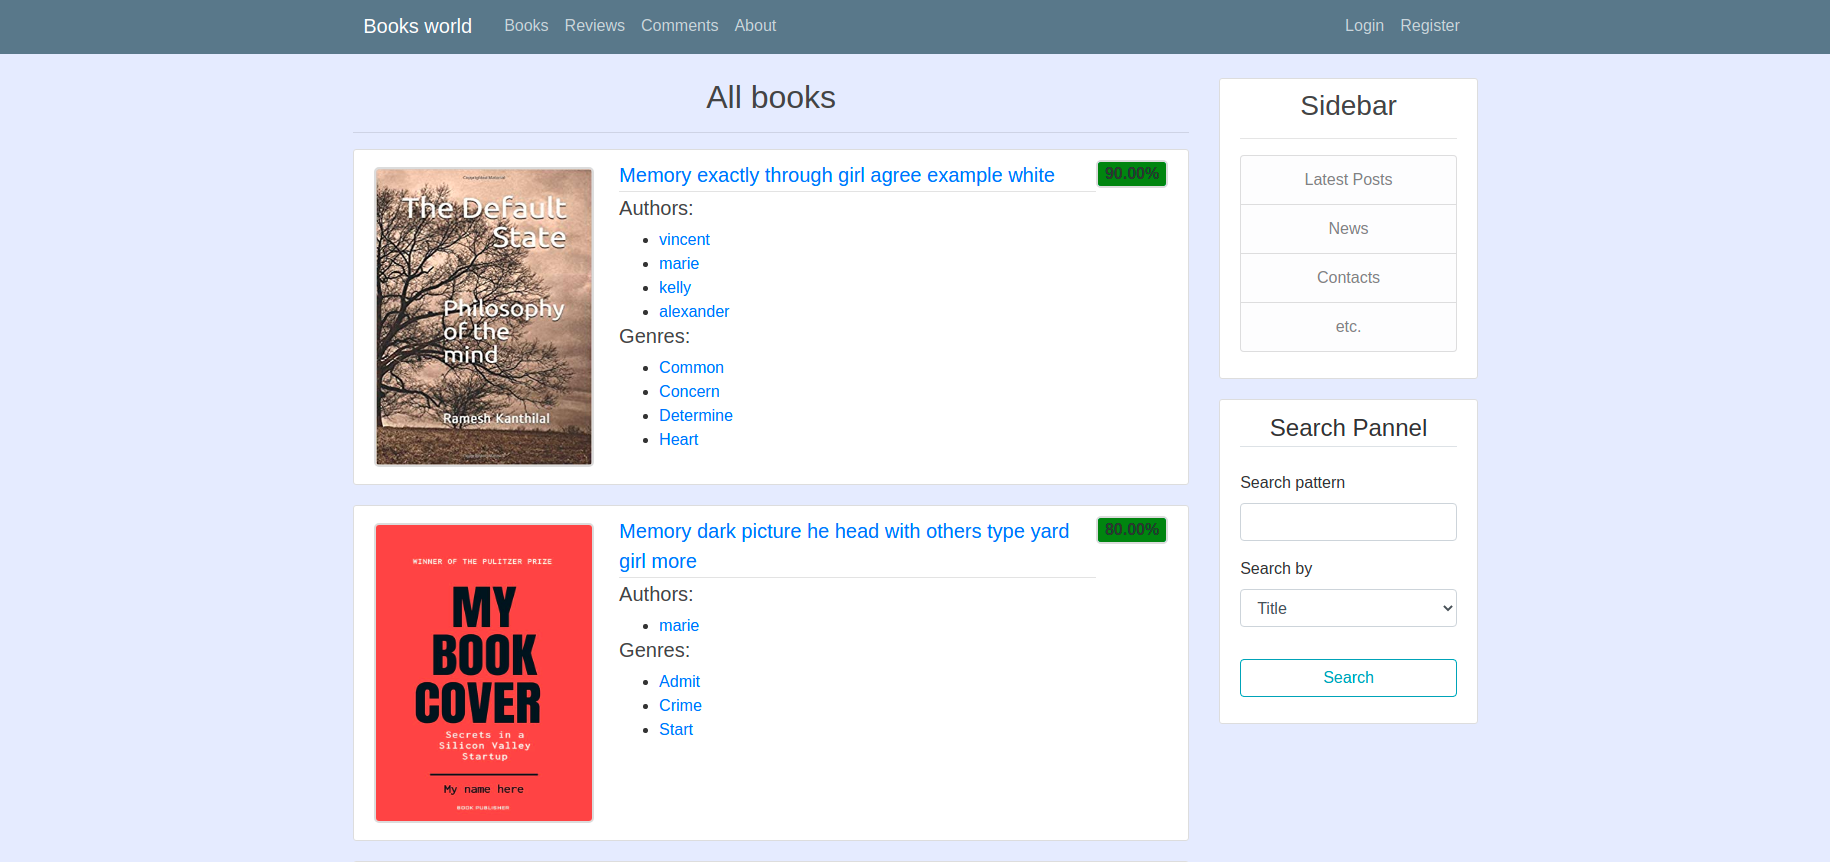 Books world
Books
Reviews
Comments
About
Login
Register
All books
The Default
State
Philosophy
of the
mind
Ramesh Kanthilal
Memory exactly through girl agree example white
90.00%
Authors:
vincent
marie
kelly
alexander
Genres:
Common
Concern
Determine
Heart
WINNER OF THE PULITZER PRIZE
MY
BOOK
COVER
Secrets in a
Silicon Valley
Startup
My name here
BOOK PUBLISHER
Memory dark picture he head with others type yard
girl more
80.00%
Authors:
marie
Genres:
Admit
Crime
Start
Sidebar
Latest Posts
News
Contacts
etc.
Search Pannel
Search pattern
Search by
Title
Search